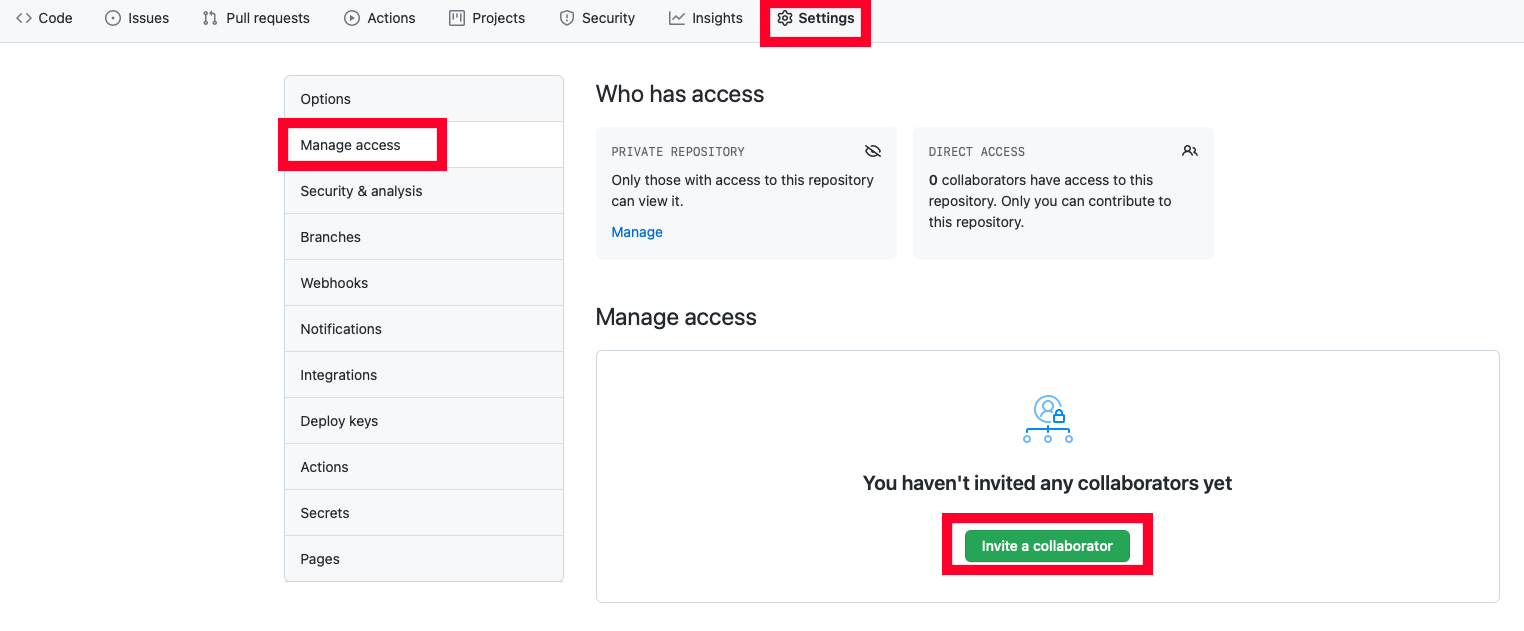 Code Issues Pull requests Actions Projects Security Insights Settings
Options
Manage access
Security & analysis
Branches
Webhooks
Notifications
Integrations
Deploy keys
Actions
Secrets
Pages
Who has access
PRIVATE REPOSITORY
Only those with access to this repository
can view it.
Manage
DIRECT ACCESS
0 collaborators have access to this
repository. Only you can contribute to
this repository.
Manage access
You haven't invited any collaborators yet
Invite a collaborator